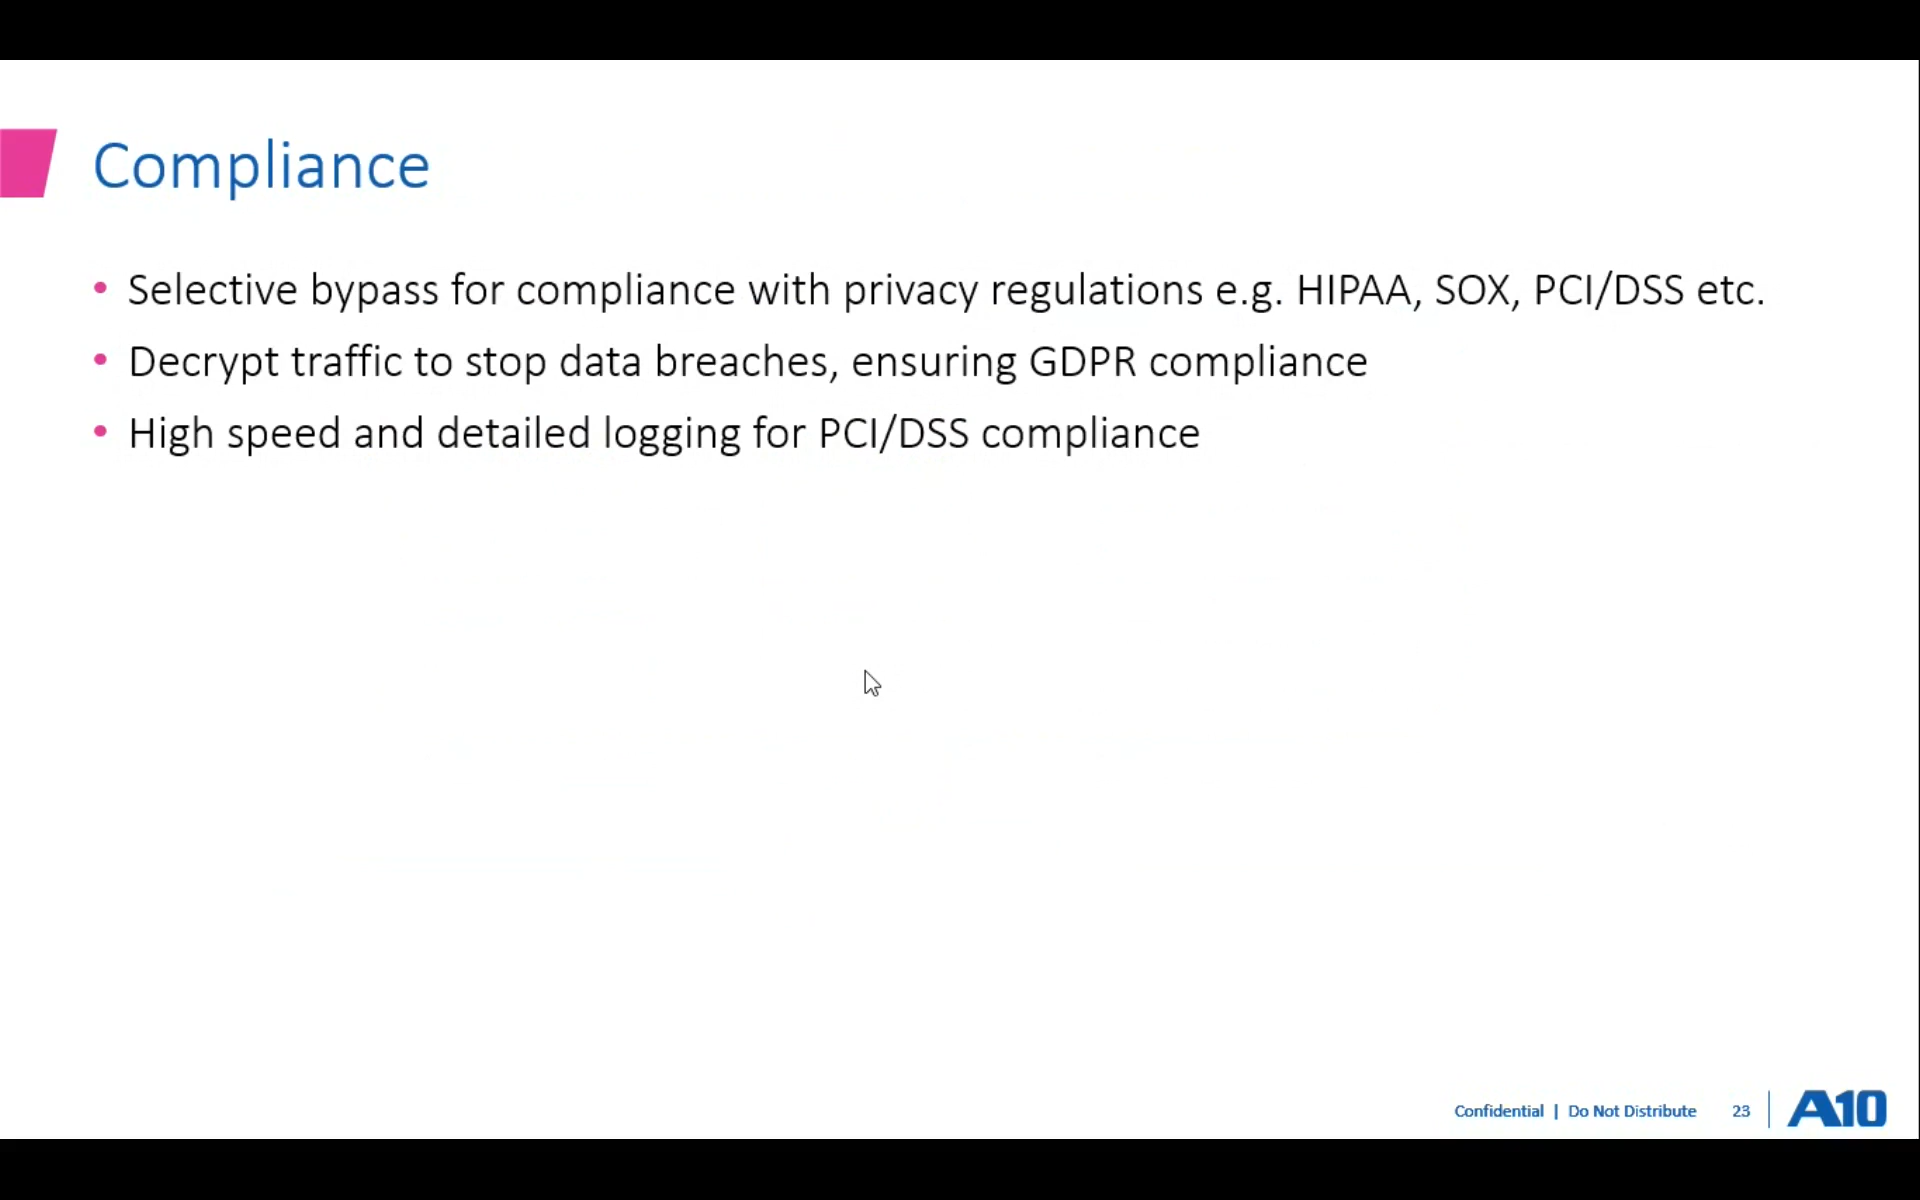 Compliance
• Selective bypass for compliance with privacy regulations e.g. HIPAA, SOX, PCI/DSS etc.
• Decrypt traffic to stop data breaches, ensuring GDPR compliance
• High speed and detailed logging for PCI/DSS compliance
Confidential | Do Not Distribute 23 A10